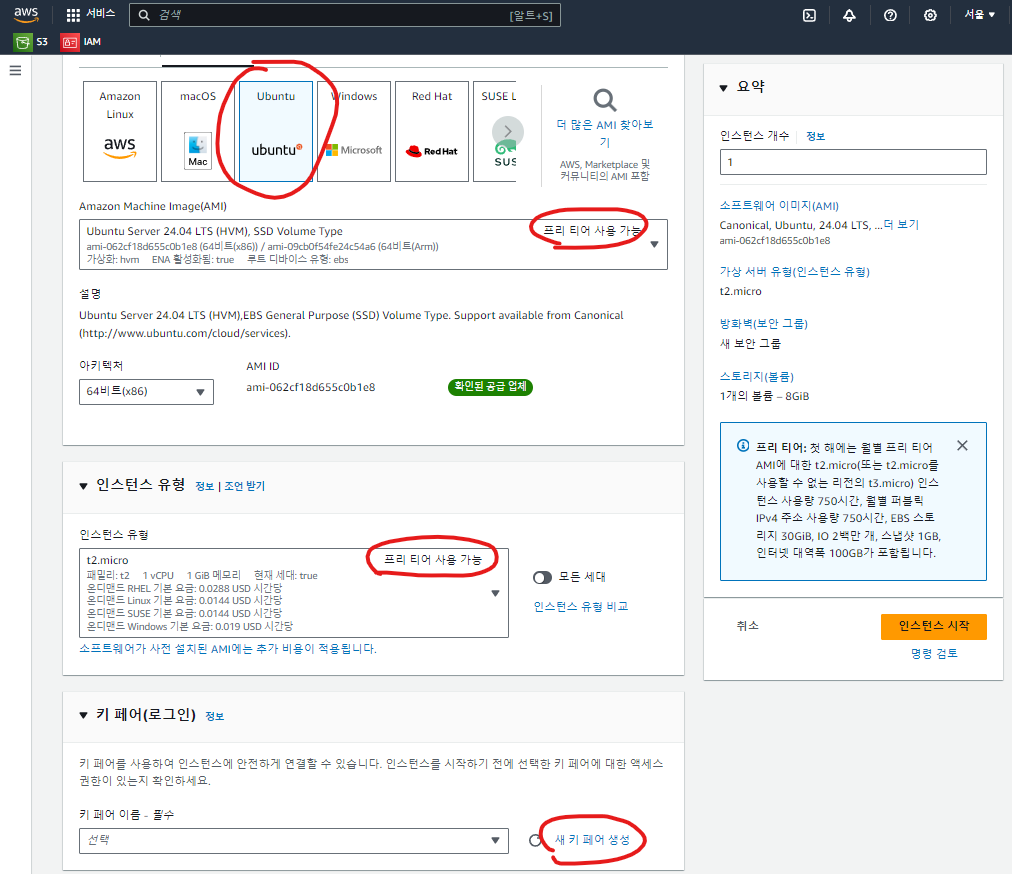 aws
서비스
검색
[알트+S]
서울 ▼
S3
IAM
Amazon Linux
aws
macOS
Mac
Ubuntu
ubuntu
Windows
Microsoft
Red Hat
Red Hat
SUSE L
SUS
더 많은 AMI 찾아보
기
AWS, Marketplace 및
커뮤니티의 AMI 포함
Amazon Machine Image(AMI)
Ubuntu Server 24.04 LTS (HVM), SSD Volume Type
프리 티어 사용 가능
ami-062cf18d655c0b1e8 (64비트(x86)) / ami-09cb0f54fe24c54a6 (64비트(Arm))
가상화: hvm ENA 활성화됨: true 루트 디바이스 유형: ebs
설명
Ubuntu Server 24.04 LTS (HVM),EBS General Purpose (SSD) Volume Type. Support available from Canonical
(http://www.ubuntu.com/cloud/services).
아키텍처
AMI ID
64비트(x86)
ami-062cf18d655c0b1e8
확인된 공급 업체
▼ 인스턴스 유형 정보 | 조언 받기
인스턴스 유형
t2.micro
프리 티어 사용 가능
패밀리: t2 1 vCPU 1 GiB 메모리 현재 세대: true
온디맨드 RHEL 기본 요금: 0.0288 USD 시간당
온디맨드 Linux 기본 요금: 0.0144 USD 시간당
온디맨드 SUSE 기본 요금: 0.0144 USD 시간당
온디맨드 Windows 기본 요금: 0.019 USD 시간당
모든 세대
인스턴스 유형 비교
소프트웨어가 사전 설치된 AMI에는 추가 비용이 적용됩니다.
▼ 키 페어(로그인) 정보
키 페어를 사용하여 인스턴스에 안전하게 연결할 수 있습니다. 인스턴스를 시작하기 전에 선택한 키 페어에 대한 액세스
권한이 있는지 확인하세요.
키 페어 이름 - 필수
선택
새 키 페어 생성
▼ 요약
인스턴스 개수 정보
1
소프트웨어 이미지(AMI)
Canonical, Ubuntu, 24.04 LTS, ...더 보기
ami-062cf18d655c0b1e8
가상 서버 유형(인스턴스 유형)
t2.micro
방화벽(보안 그룹)
새 보안 그룹
스토리지(볼륨)
1개의 볼륨 – 8GiB
프리 티어: 첫 해에는 월별 프리 티어
AMI에 대한 t2.micro(또는 t2.micro를
사용할 수 없는 리전의 t3.micro) 인스
턴스 사용량 750시간, 월별 퍼블릭
IPv4 주소 사용량 750시간, EBS 스토
리지 30GiB, IO 2백만 개, 스냅샷 1GB,
인터넷 대역폭 100GB가 포함됩니다.
취소
인스턴스 시작
명령 검토